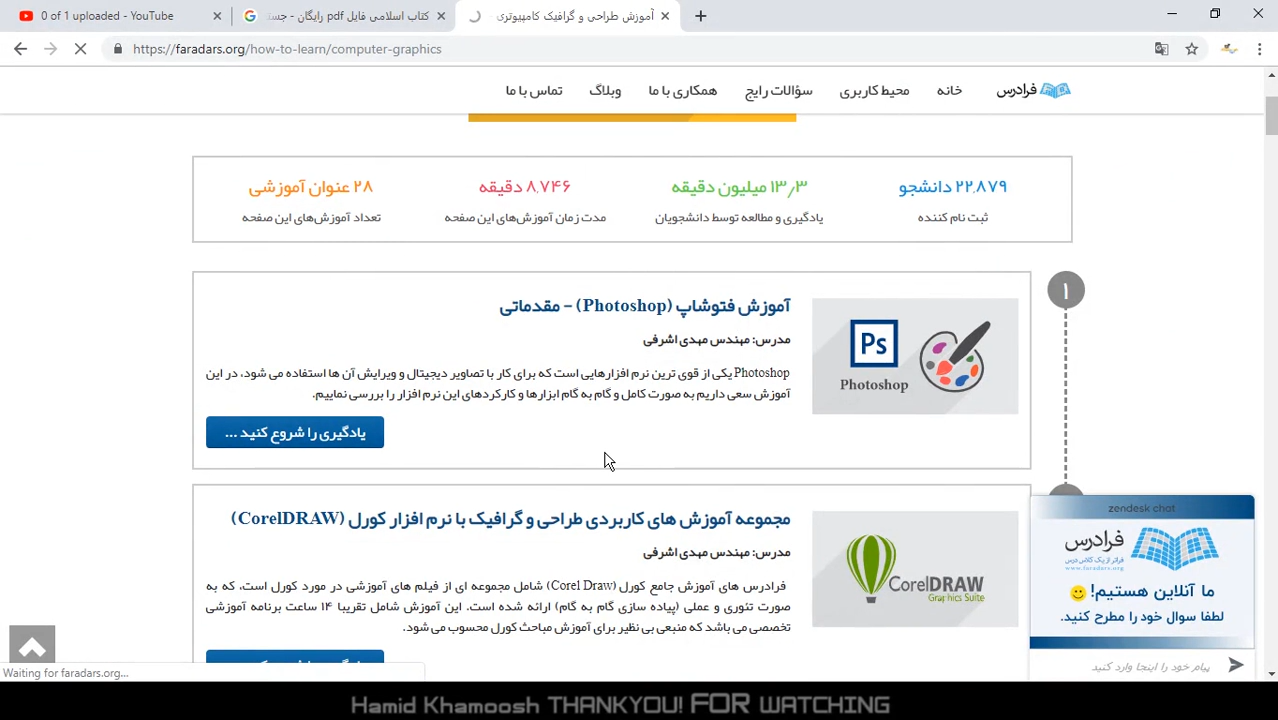 0 of 1 uploaded - YouTube
کتاب اسلامی فایل pdf رایگان - جست
آموزش طراحی و گرافیک کامپیوتری
https://faradars.org/how-to-learn/computer-graphics
فرادرس
خانه
محیط کاربری
سؤالات رایج
همکاری با ما
وبلاگ
تماس با ما
۲۲,۸۷۹ دانشجو
۱۳٫۳ میلیون دقیقه
۸,۷۴۶ دقیقه
۲۸ عنوان آموزشی
ثبت نام کننده
یادگیری و مطالعه توسط دانشجویان
مدت زمان آموزش‌های این صفحه
تعداد آموزش‌های این صفحه
۱
آموزش فتوشاپ (Photoshop) – مقدماتی
مدرس: مهندس مهدی اشرفی
Photoshop یکی از قوی ترین نرم افزارهایی است که برای کار با تصاویر دیجیتال و ویرایش آن ها استفاده می شود، در این
آموزش سعی داریم به صورت کامل و گام به گام ابزارها و کارکردهای این نرم افزار را بررسی نماییم.
یادگیری را شروع کنید ...
Ps
Photoshop
مجموعه آموزش های کاربردی طراحی و گرافیک با نرم افزار کورل (CorelDRAW)
مدرس: مهندس مهدی اشرفی
فرادرس های آموزش جامع کورل (Corel Draw) شامل مجموعه ای از فیلم های آموزشی در مورد کورل است، که به
صورت تئوری و عملی (پیاده سازی گام به گام) ارائه شده است. این آموزش شامل تقریبا ۱۴ ساعت برنامه آموزشی
تخصصی می باشد که منبعی بی نظیر برای آموزش مباحث کورل محسوب می شود.
CorelDRAW
Graphics Suite
zendesk chat
فرادرس
فراتر از یک کلاس درس
www.faradars.org
ما آنلاین هستیم!
لطفا سوال خود را مطرح کنید.
پیام خود را اینجا وارد کنید
Waiting for faradars.org...
Hamid Khamoosh THANKYOU! FOR WATCHING